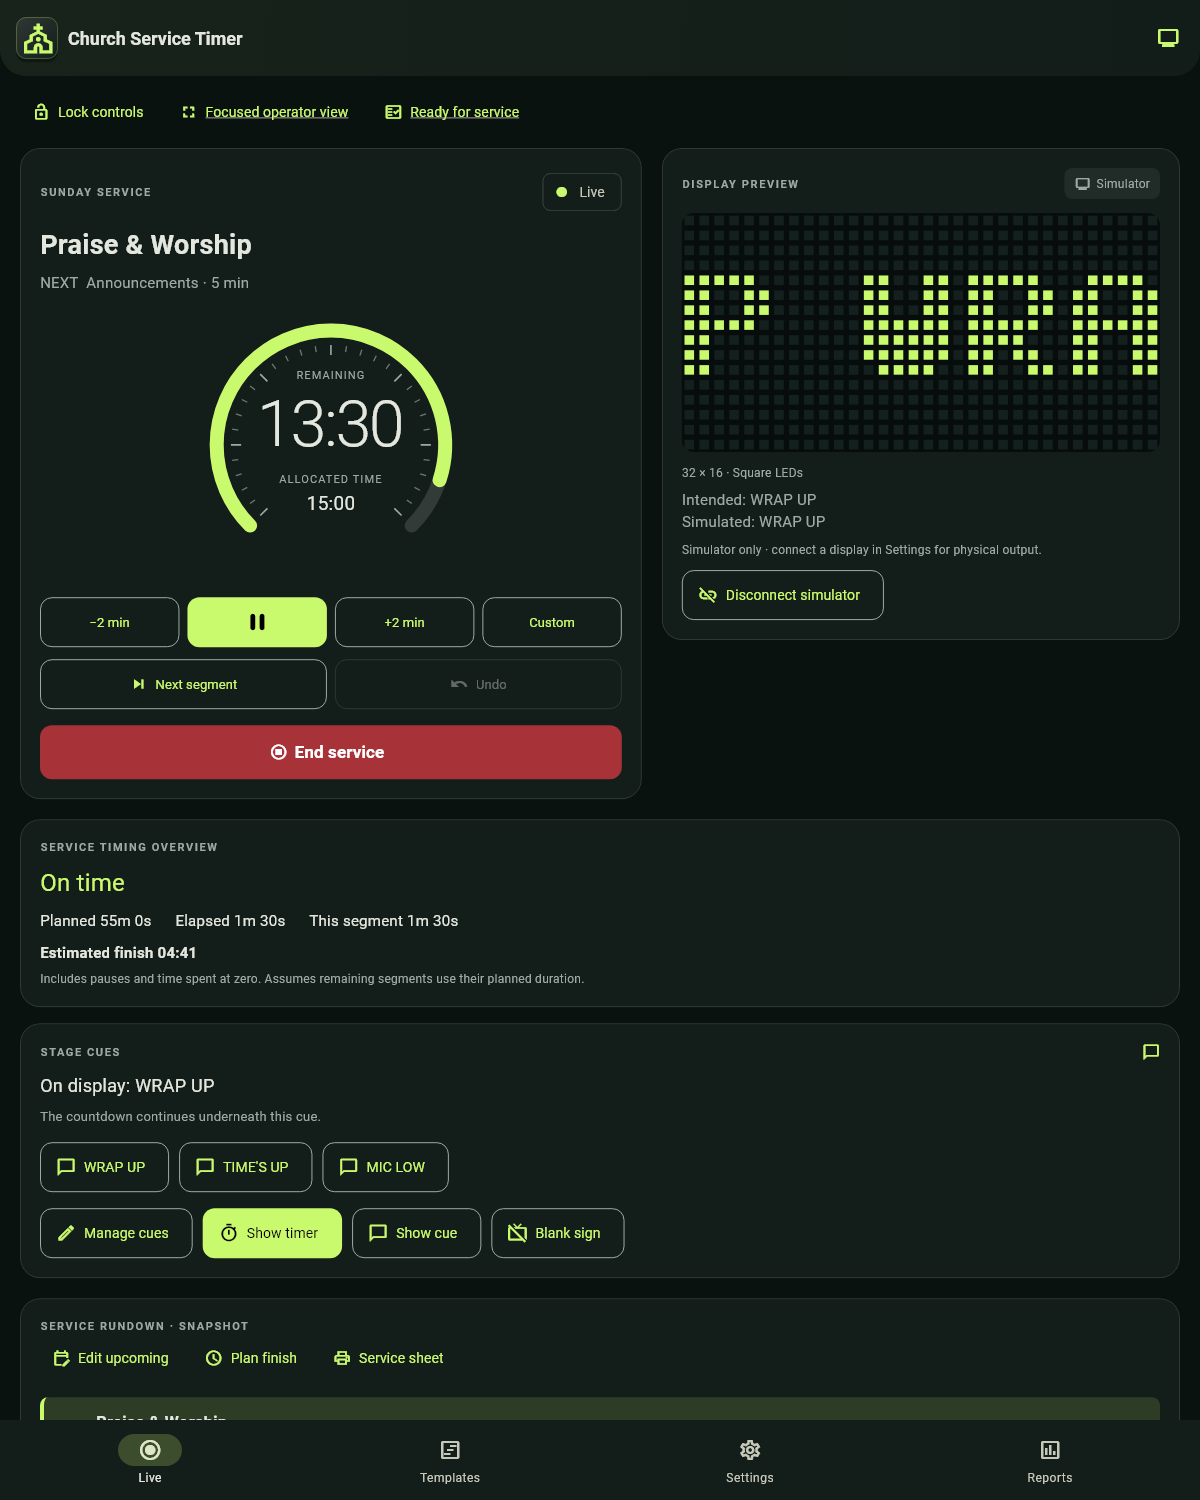 Church Service Timer
Lock controls
Focused operator view
Ready for service
SUNDAY SERVICE
Live
Praise & Worship
NEXT Announcements · 5 min
REMAINING
13:30
ALLOCATED TIME
15:00
−2 min
+2 min
Custom
Next segment
Undo
End service
DISPLAY PREVIEW
Simulator
P WRA
32 × 16 · Square LEDs
Intended: WRAP UP
Simulated: WRAP UP
Simulator only · connect a display in Settings for physical output.
Disconnect simulator
SERVICE TIMING OVERVIEW
On time
Planned 55m 0s Elapsed 1m 30s This segment 1m 30s
Estimated finish 04:41
Includes pauses and time spent at zero. Assumes remaining segments use their planned duration.
STAGE CUES
On display: WRAP UP
The countdown continues underneath this cue.
WRAP UP
TIME'S UP
MIC LOW
Manage cues
Show timer
Show cue
Blank sign
SERVICE RUNDOWN · SNAPSHOT
Edit upcoming
Plan finish
Service sheet
Praise & Worship
Live
Templates
Settings
Reports